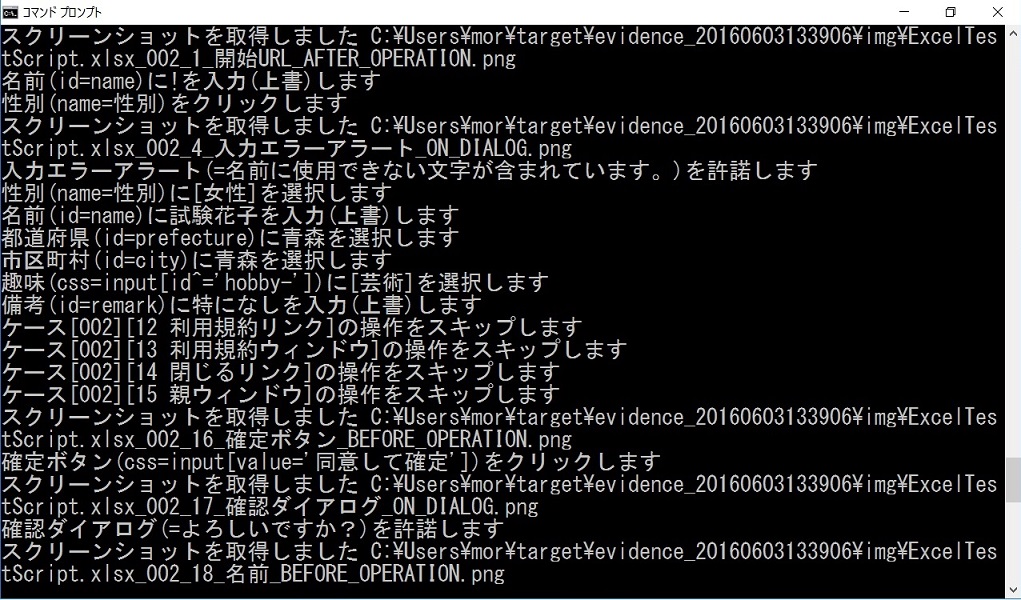 コマンド プロンプト
スクリーンショットを取得しました C:¥Users¥mor¥target¥evidence_20160603133906¥img¥ExcelTes
tScript.xlsx_002_1_開始URL_AFTER_OPERATION.png
名前(id=name)に!を入力(上書)します
性別(name=性別)をクリックします
スクリーンショットを取得しました C:¥Users¥mor¥target¥evidence_20160603133906¥img¥ExcelTes
tScript.xlsx_002_4_入力エラーアラート_ON_DIALOG.png
入力エラーアラート(=名前に使用できない文字が含まれています。)を許諾します
性別(name=性別)に[女性]を選択します
名前(id=name)に試験花子を入力(上書)します
都道府県(id=prefecture)に青森を選択します
市区町村(id=city)に青森を選択します
趣味(css=input[id^='hobby-'])に[芸術]を選択します
備考(id=remark)に特になしを入力(上書)します
ケース[002][12 利用規約リンク]の操作をスキップします
ケース[002][13 利用規約ウィンドウ]の操作をスキップします
ケース[002][14 閉じるリンク]の操作をスキップします
ケース[002][15 親ウィンドウ]の操作をスキップします
スクリーンショットを取得しました C:¥Users¥mor¥target¥evidence_20160603133906¥img¥ExcelTes
tScript.xlsx_002_16_確定ボタン_BEFORE_OPERATION.png
確定ボタン(css=input[value='同意して確定'])をクリックします
スクリーンショットを取得しました C:¥Users¥mor¥target¥evidence_20160603133906¥img¥ExcelTes
tScript.xlsx_002_17_確認ダイアログ_ON_DIALOG.png
確認ダイアログ(=よろしいですか？)を許諾します
スクリーンショットを取得しました C:¥Users¥mor¥target¥evidence_20160603133906¥img¥ExcelTes
tScript.xlsx_002_18_名前_BEFORE_OPERATION.png